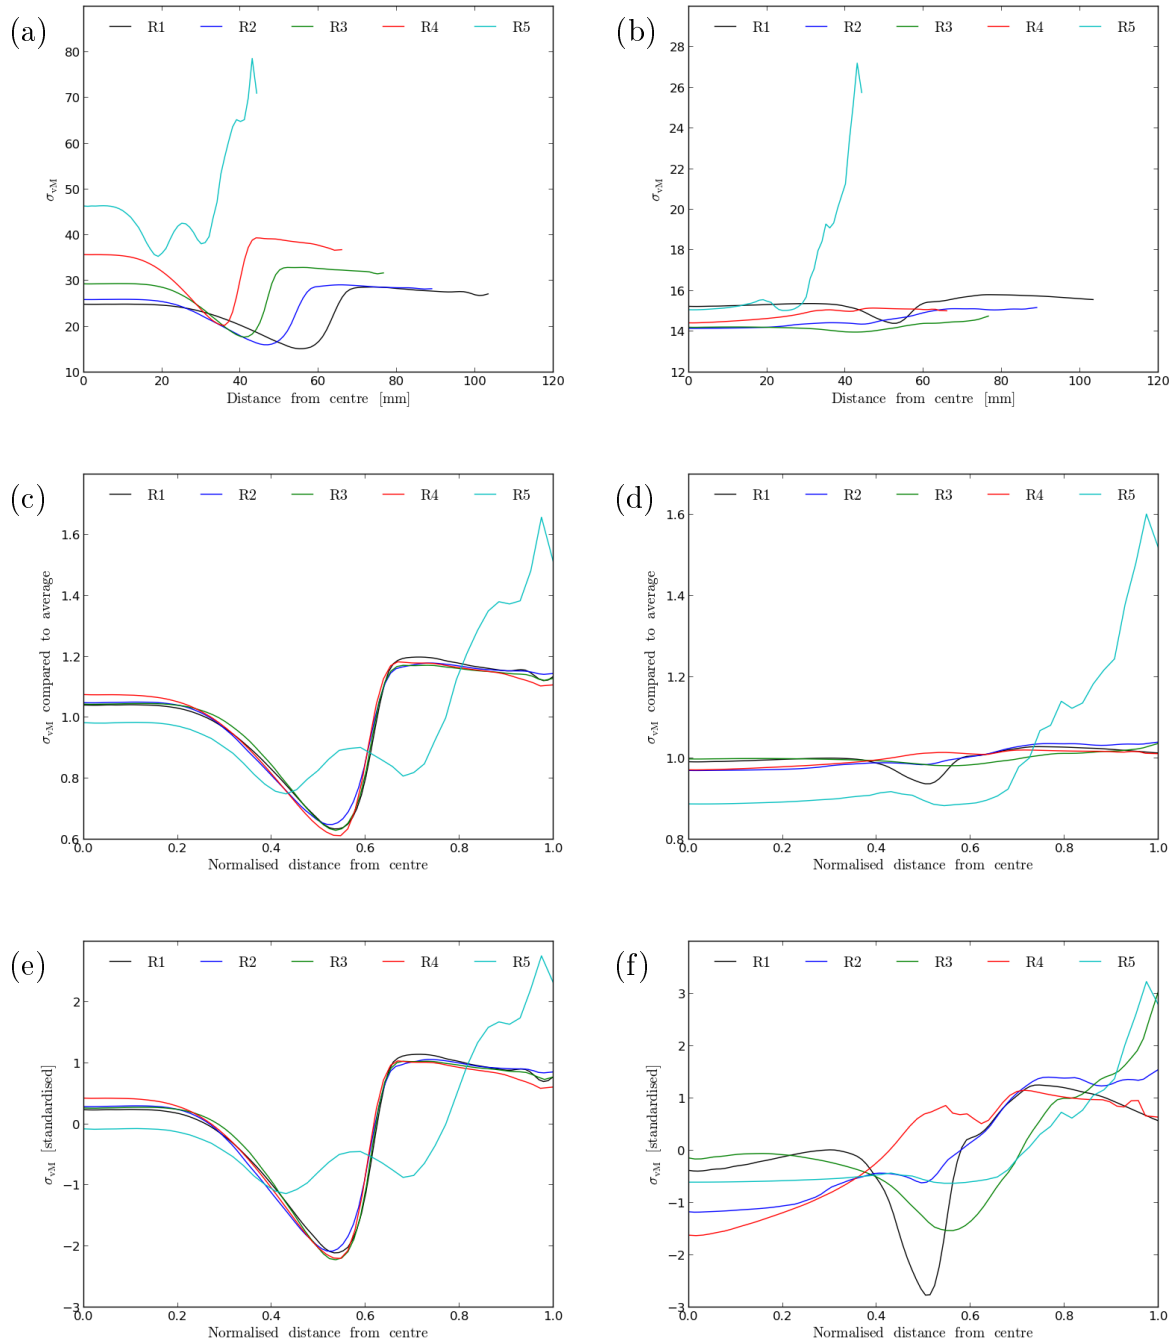 (a)
R1 R2 R3 R4 R5
80
70
60
50
40
30
20
10
σvM
0 20 40 60 80 100 120
Distance from centre [mm]
(b)
R1 R2 R3 R4 R5
28
26
24
22
20
18
16
14
12
σvM
0 20 40 60 80 100 120
Distance from centre [mm]
(c)
R1 R2 R3 R4 R5
1.6
1.4
1.2
1.0
0.8
0.6
σvM compared to average
0.0 0.2 0.4 0.6 0.8 1.0
Normalised distance from centre
(d)
R1 R2 R3 R4 R5
1.6
1.4
1.2
1.0
0.8
σvM compared to average
0.0 0.2 0.4 0.6 0.8 1.0
Normalised distance from centre
(e)
R1 R2 R3 R4 R5
2
1
0
−1
−2
−3
σvM [standardised]
0.0 0.2 0.4 0.6 0.8 1.0
Normalised distance from centre
(f)
R1 R2 R3 R4 R5
3
2
1
0
−1
−2
−3
σvM [standardised]
0.0 0.2 0.4 0.6 0.8 1.0
Normalised distance from centre